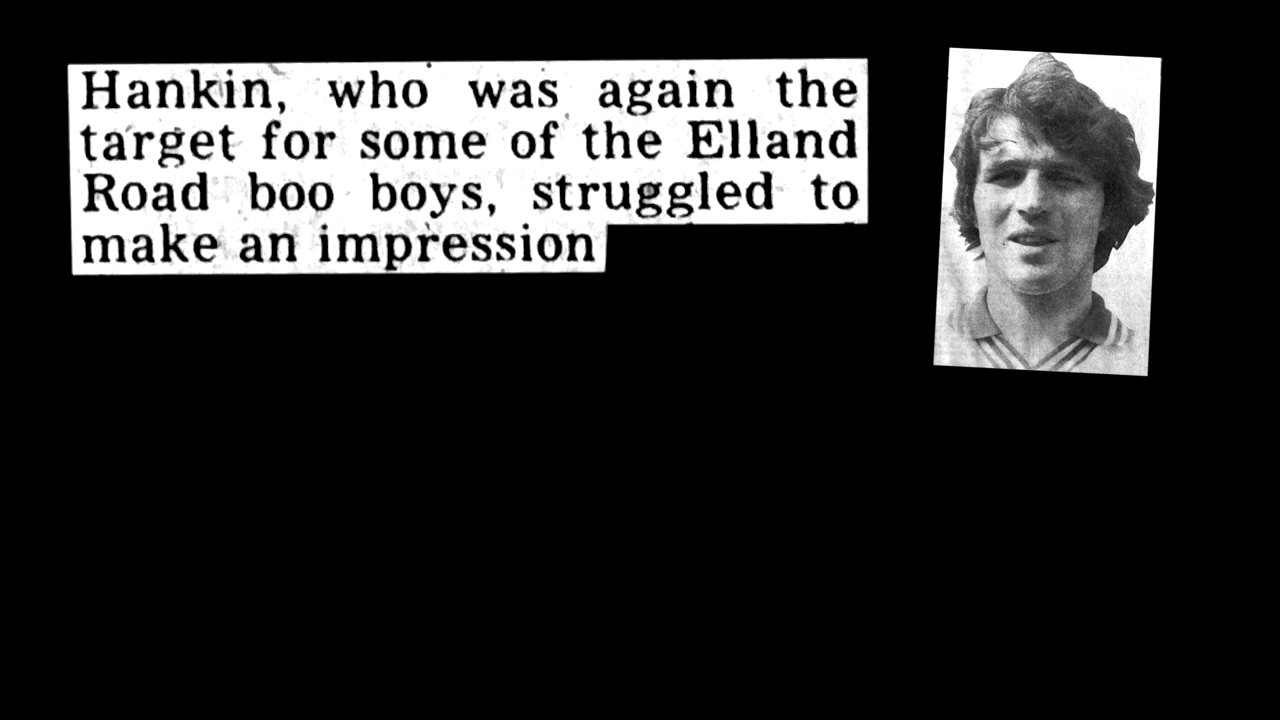 Hankin, who was again the
target for some of the Elland
Road boo boys, struggled to
make an impression